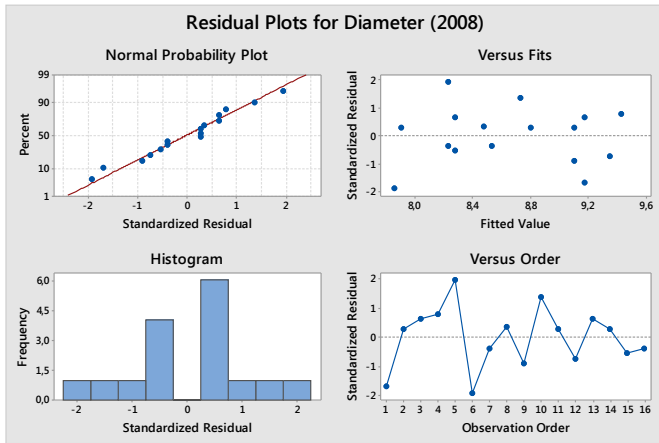 Residual Plots for Diameter (2008)
Normal Probability Plot
Percent
99
90
50
10
1
-2 -1 0 1 2
Standardized Residual
Versus Fits
Standardized Residual
2
1
0
-1
-2
8,0 8,4 8,8 9,2 9,6
Fitted Value
Histogram
Frequency
6,0
4,5
3,0
1,5
0,0
-2 -1 0 1 2
Standardized Residual
Versus Order
Standardized Residual
2
1
0
-1
-2
1 2 3 4 5 6 7 8 9 10 11 12 13 14 15 16
Observation Order